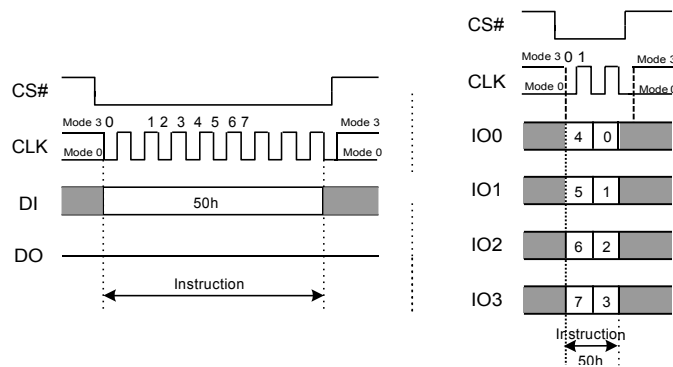 CS#
Mode 3 0 1 2 3 4 5 6 7 Mode 3
CLK
Mode 0 Mode 0
DI 50h
DO
Instruction
CS#
Mode 3 0 1 Mode 3
CLK
Mode 0 Mode 0
IO0 4 0
IO1 5 1
IO2 6 2
IO3 7 3
Instruction
50h